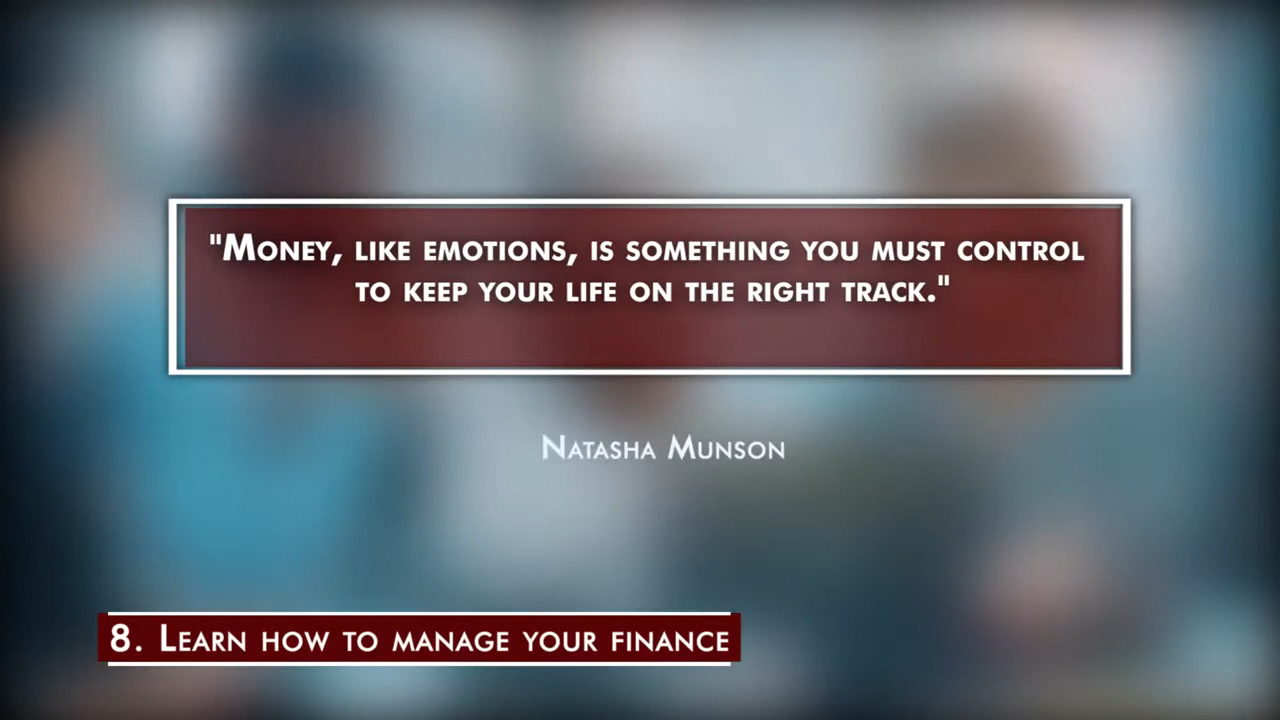 "Money, like emotions, is something you must control
to keep your life on the right track."
Natasha Munson
8. Learn how to manage your finance